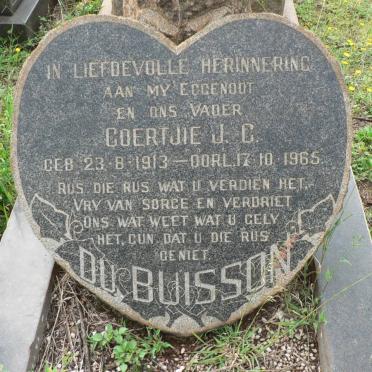 IN LIEFDEVOLLE HERINNERING
AAN MY EGGENOOT
EN ONS VADER
GOERTJIE J. C.
GEB. 23·8·1913 — OORL. 17·10·1965.
RUS DIE RUS WAT U VERDIEN HET,
VRY VAN SORGE EN VERDRIET
ONS WAT WEET WAT U GELY
HET, GUN DAT U DIE RUS
GENIET.
DU BUISSON